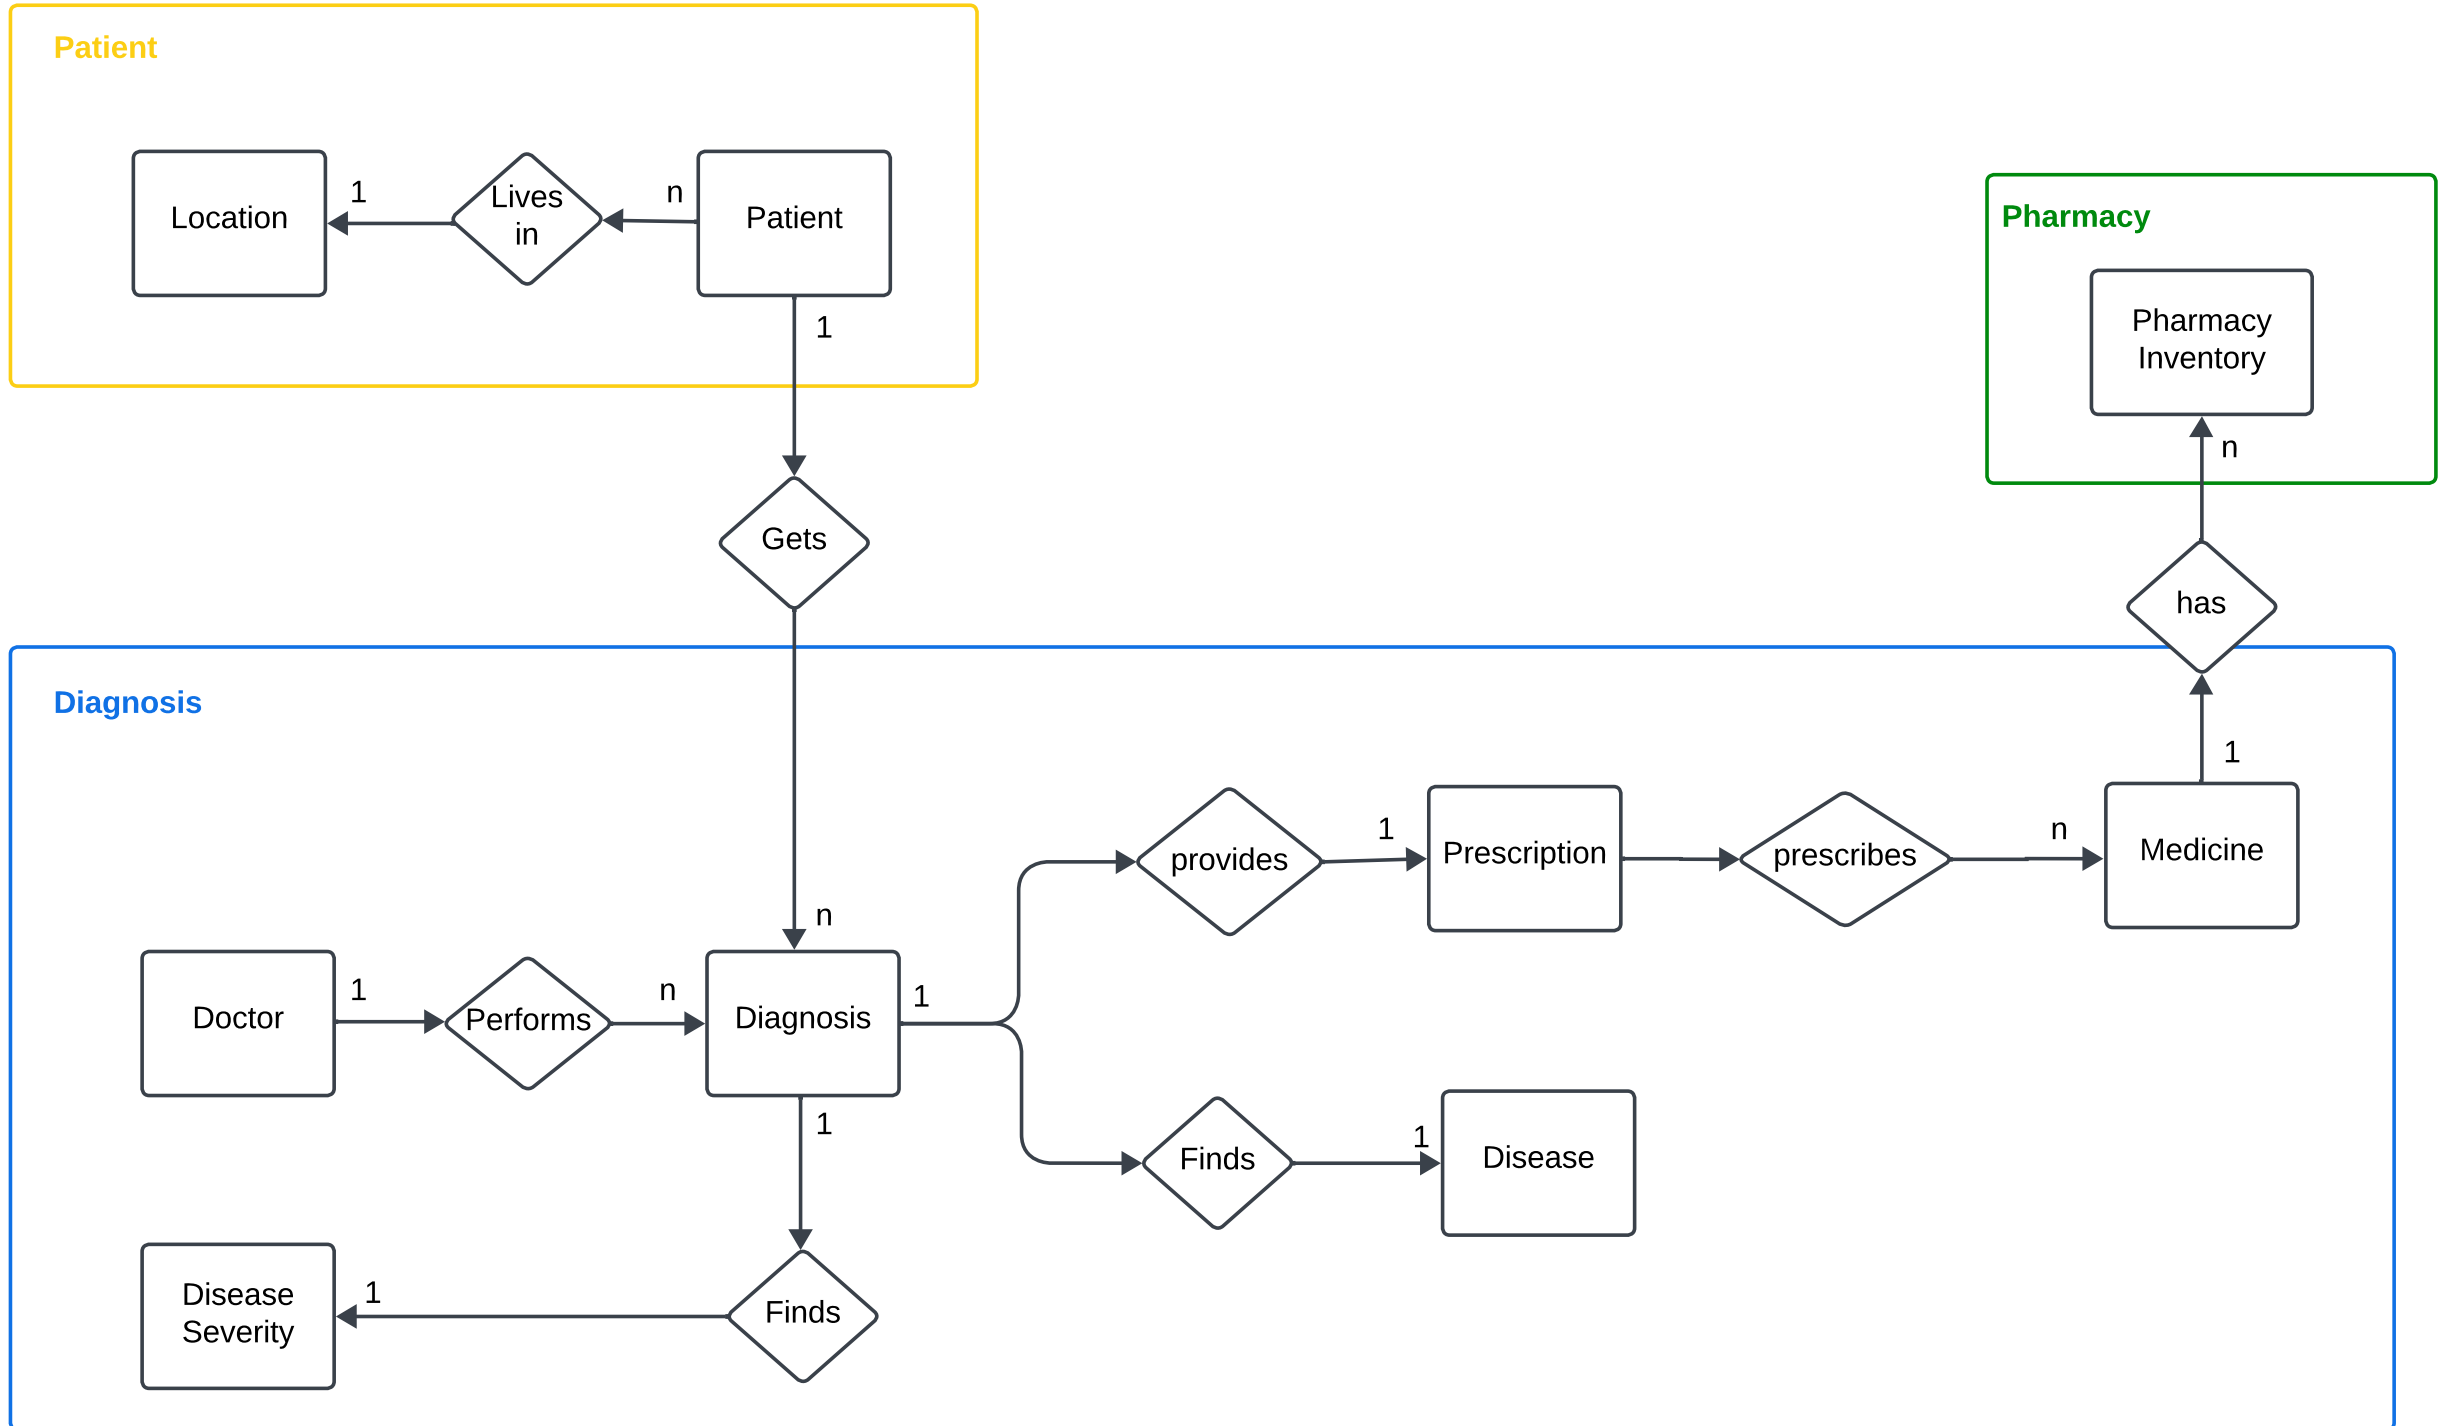 Patient
Location
1
Lives
in
n
Patient
1
Pharmacy
Pharmacy
Inventory
n
Gets
has
Diagnosis
1
n
provides
1
Prescription
prescribes
n
Medicine
Doctor
1
Performs
n
Diagnosis
1
1
Finds
1
Disease
Disease
Severity
1
Finds